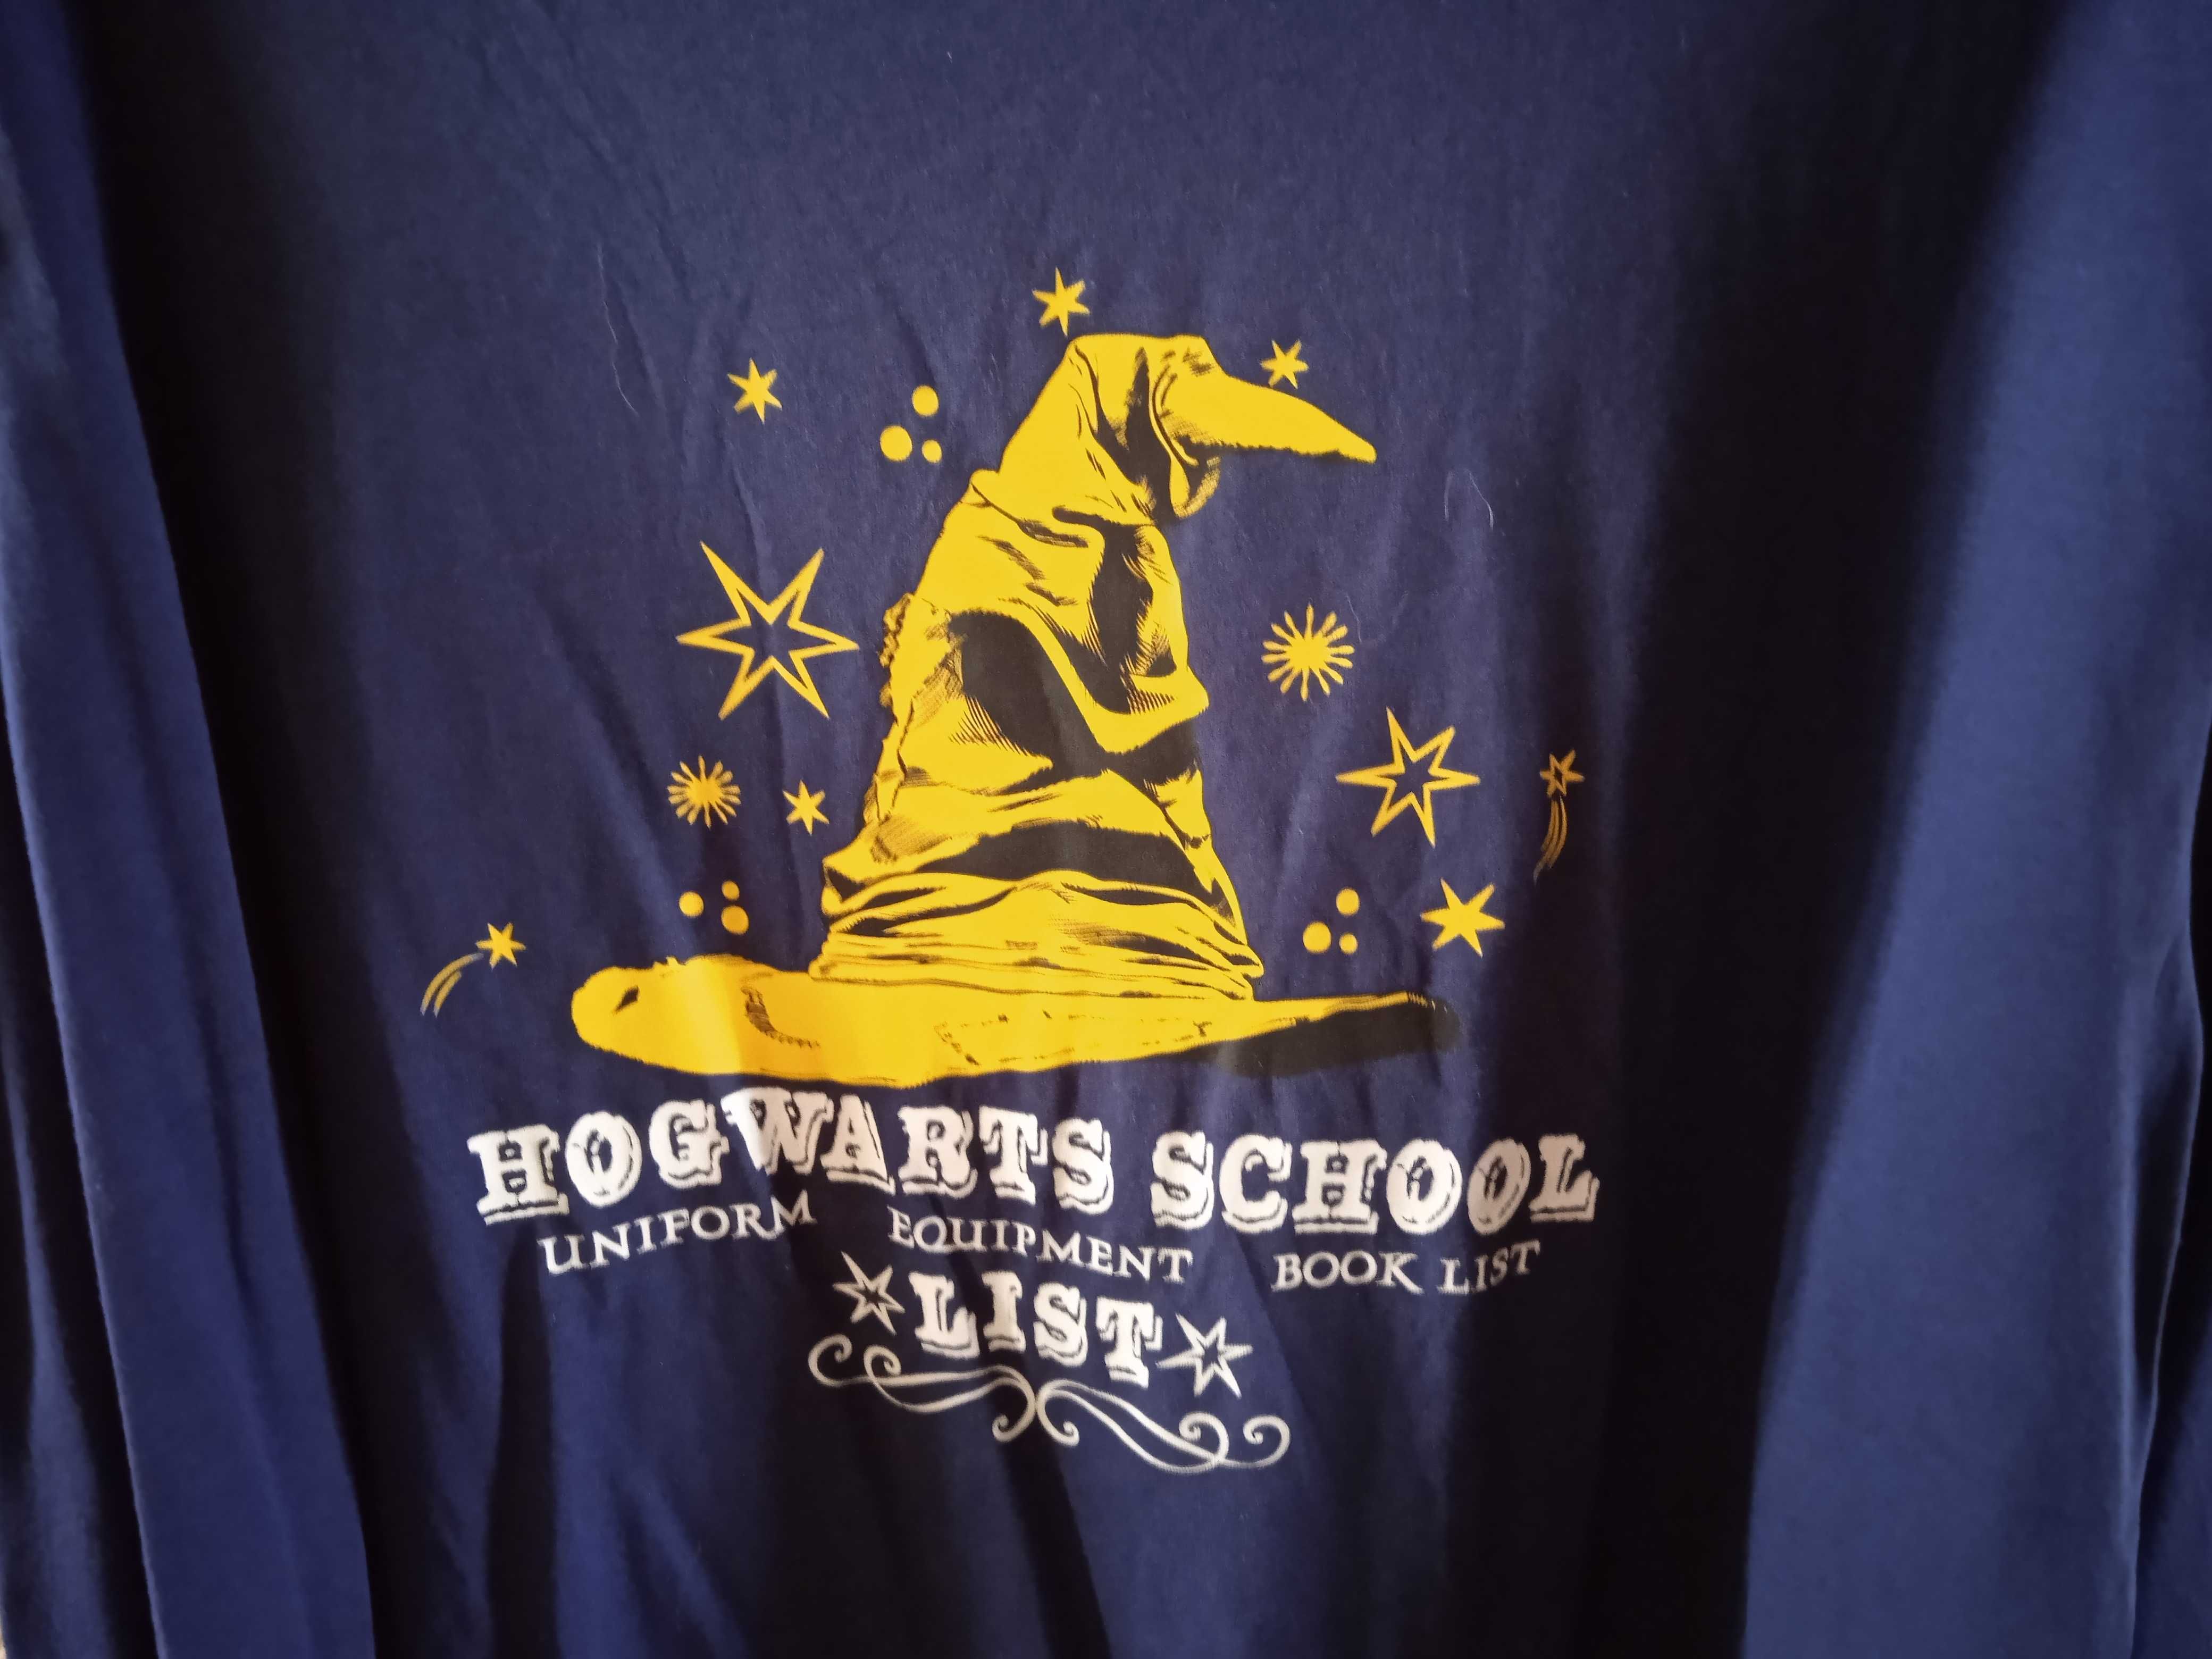 HOGWARTS SCHOOL
UNIFORM EQUIPMENT BOOK LIST
LIST